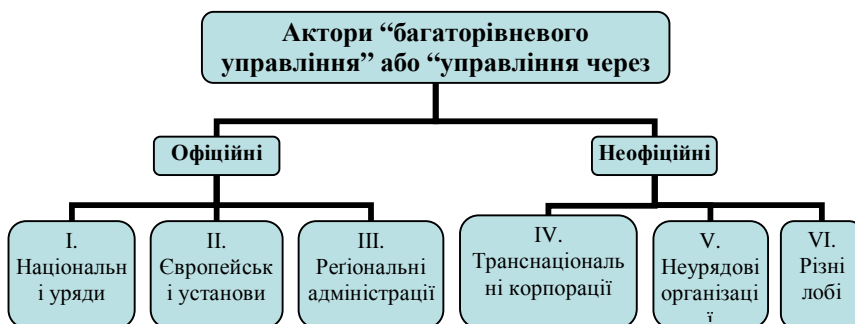 Актори “багаторівневого
управління” або “управління через
Офіційні
Неофіційні
I.
Національн
і уряди
II.
Європейськ
і установи
III.
Реґіональні
адміністрації
IV.
Транснаціональ
ні корпорації
V.
Неурядові
організаці
ї
VI.
Різні
лобі